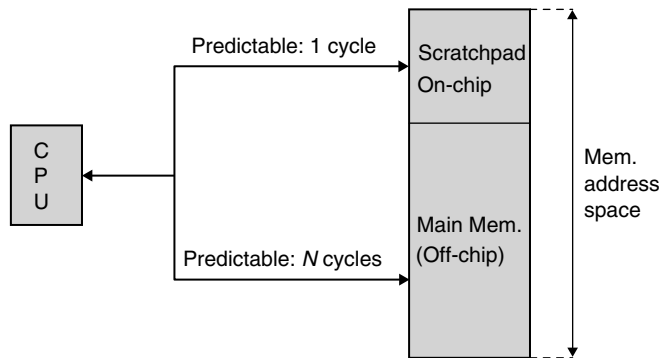 Predictable: 1 cycle
Scratchpad
On-chip
C
P
U
Mem.
address
space
Main Mem.
(Off-chip)
Predictable: N cycles